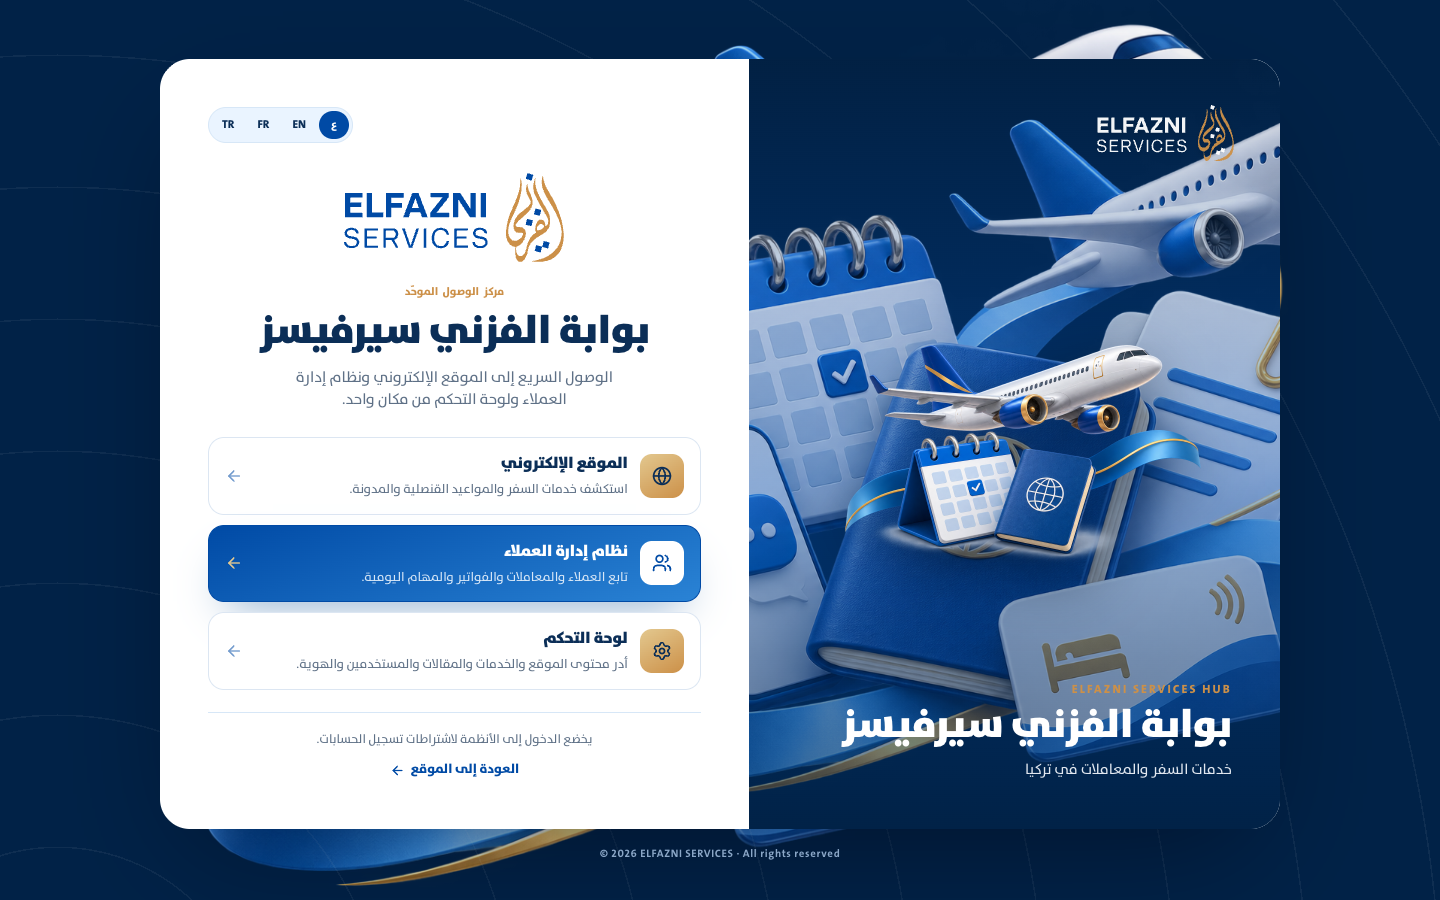 ELFAZNI
SERVICES
ELFAZNI SERVICES HUB
بوابة الفزني سيرفيسز
خدمات السفر والمعاملات في تركيا
ع
EN
FR
TR
ELFAZNI
SERVICES
مركز الوصول الموحّد
بوابة الفزني سيرفيسز
الوصول السريع إلى الموقع الإلكتروني ونظام إدارة
العملاء ولوحة التحكم من مكان واحد.
الموقع الإلكتروني
استكشف خدمات السفر والمواعيد القنصلية والمدونة.
نظام إدارة العملاء
تابع العملاء والمعاملات والفواتير والمهام اليومية.
لوحة التحكم
أدر محتوى الموقع والخدمات والمقالات والمستخدمين والهوية.
يخضع الدخول إلى الأنظمة لاشتراطات تسجيل الحسابات.
العودة إلى الموقع
© 2026 ELFAZNI SERVICES · All rights reserved